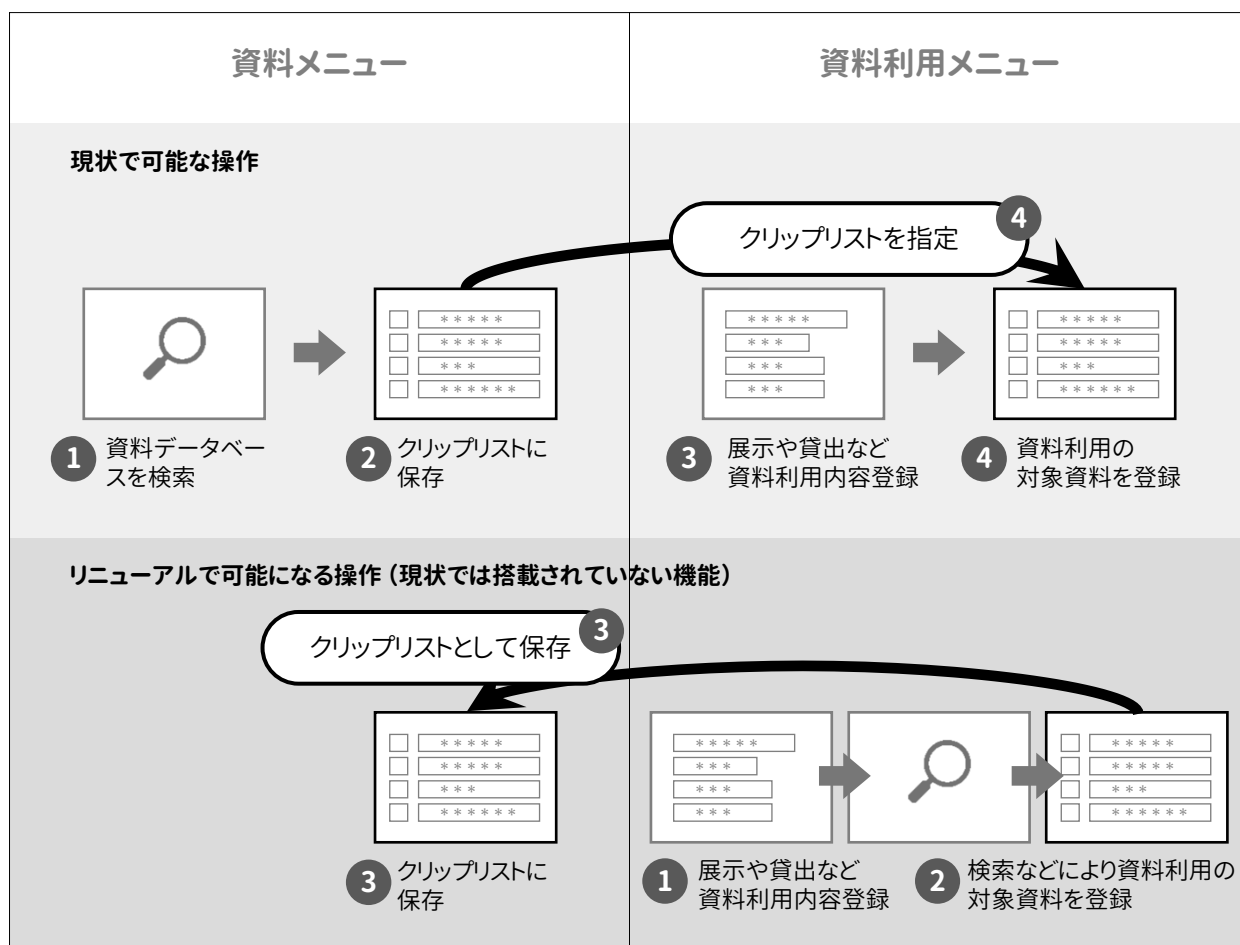 資料メニュー
資料利用メニュー
現状で可能な操作
クリップリストを指定
4
*****
*****
***
******
*****
***
***
***
*****
*****
***
******
1
資料データベー
スを検索
2
クリップリストに
保存
3
展示や貸出など
資料利用内容登録
4
資料利用の
対象資料を登録
リニューアルで可能になる操作（現状では搭載されていない機能）
クリップリストとして保存
3
*****
*****
***
******
*****
***
***
***
*****
*****
***
******
3
クリップリストに
保存
1
展示や貸出など
資料利用内容登録
2
検索などにより資料利用の
対象資料を登録